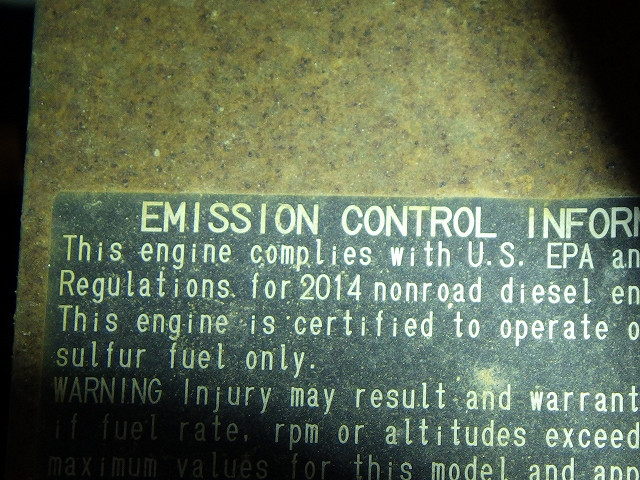 EMISSION CONTROL INFOR
This engine complies with U.S. EPA an
Regulations for 2014 nonroad diesel en
This engine is certified to operate o
sulfur fuel only.
WARNING Injury may result and warrant
if fuel rate, rpm or altitudes exceed
maximum values for this model and app